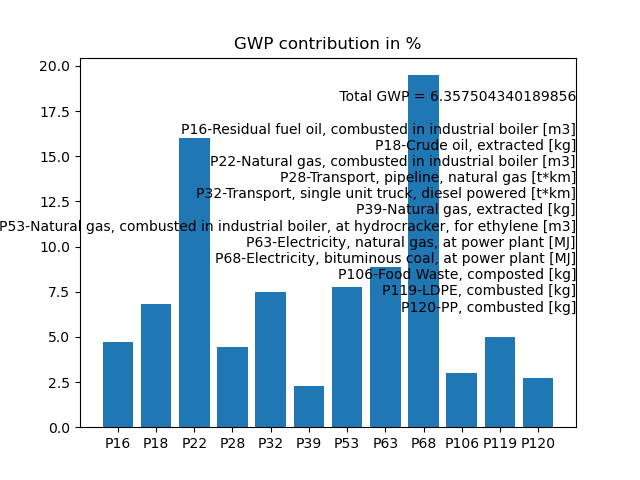 GWP contribution in %
20.0
Total GWP = 6.357504340189856
17.5
P16-Residual fuel oil, combusted in industrial boiler [m3]
P18-Crude oil, extracted [kg]
15.0
P22-Natural gas, combusted in industrial boiler [m3]
P28-Transport, pipeline, natural gas [t*km]
P32-Transport, single unit truck, diesel powered [t*km]
12.5
P39-Natural gas, extracted [kg]
P53-Natural gas, combusted in industrial boiler, at hydrocracker, for ethylene [m3]
P63-Electricity, natural gas, at power plant [MJ]
10.0
P68-Electricity, bituminous coal, at power plant [MJ]
P106-Food Waste, composted [kg]
7.5
P119-LDPE, combusted [kg]
P120-PP, combusted [kg]
5.0
2.5
0.0
P16 P18 P22 P28 P32 P39 P53 P63 P68 P106 P119 P120